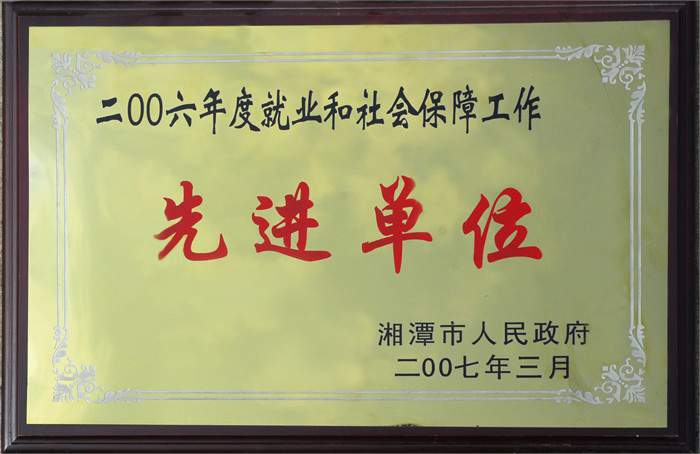 二00六年度就业和社会保障工作
先进单位
湘潭市人民政府
二00七年三月